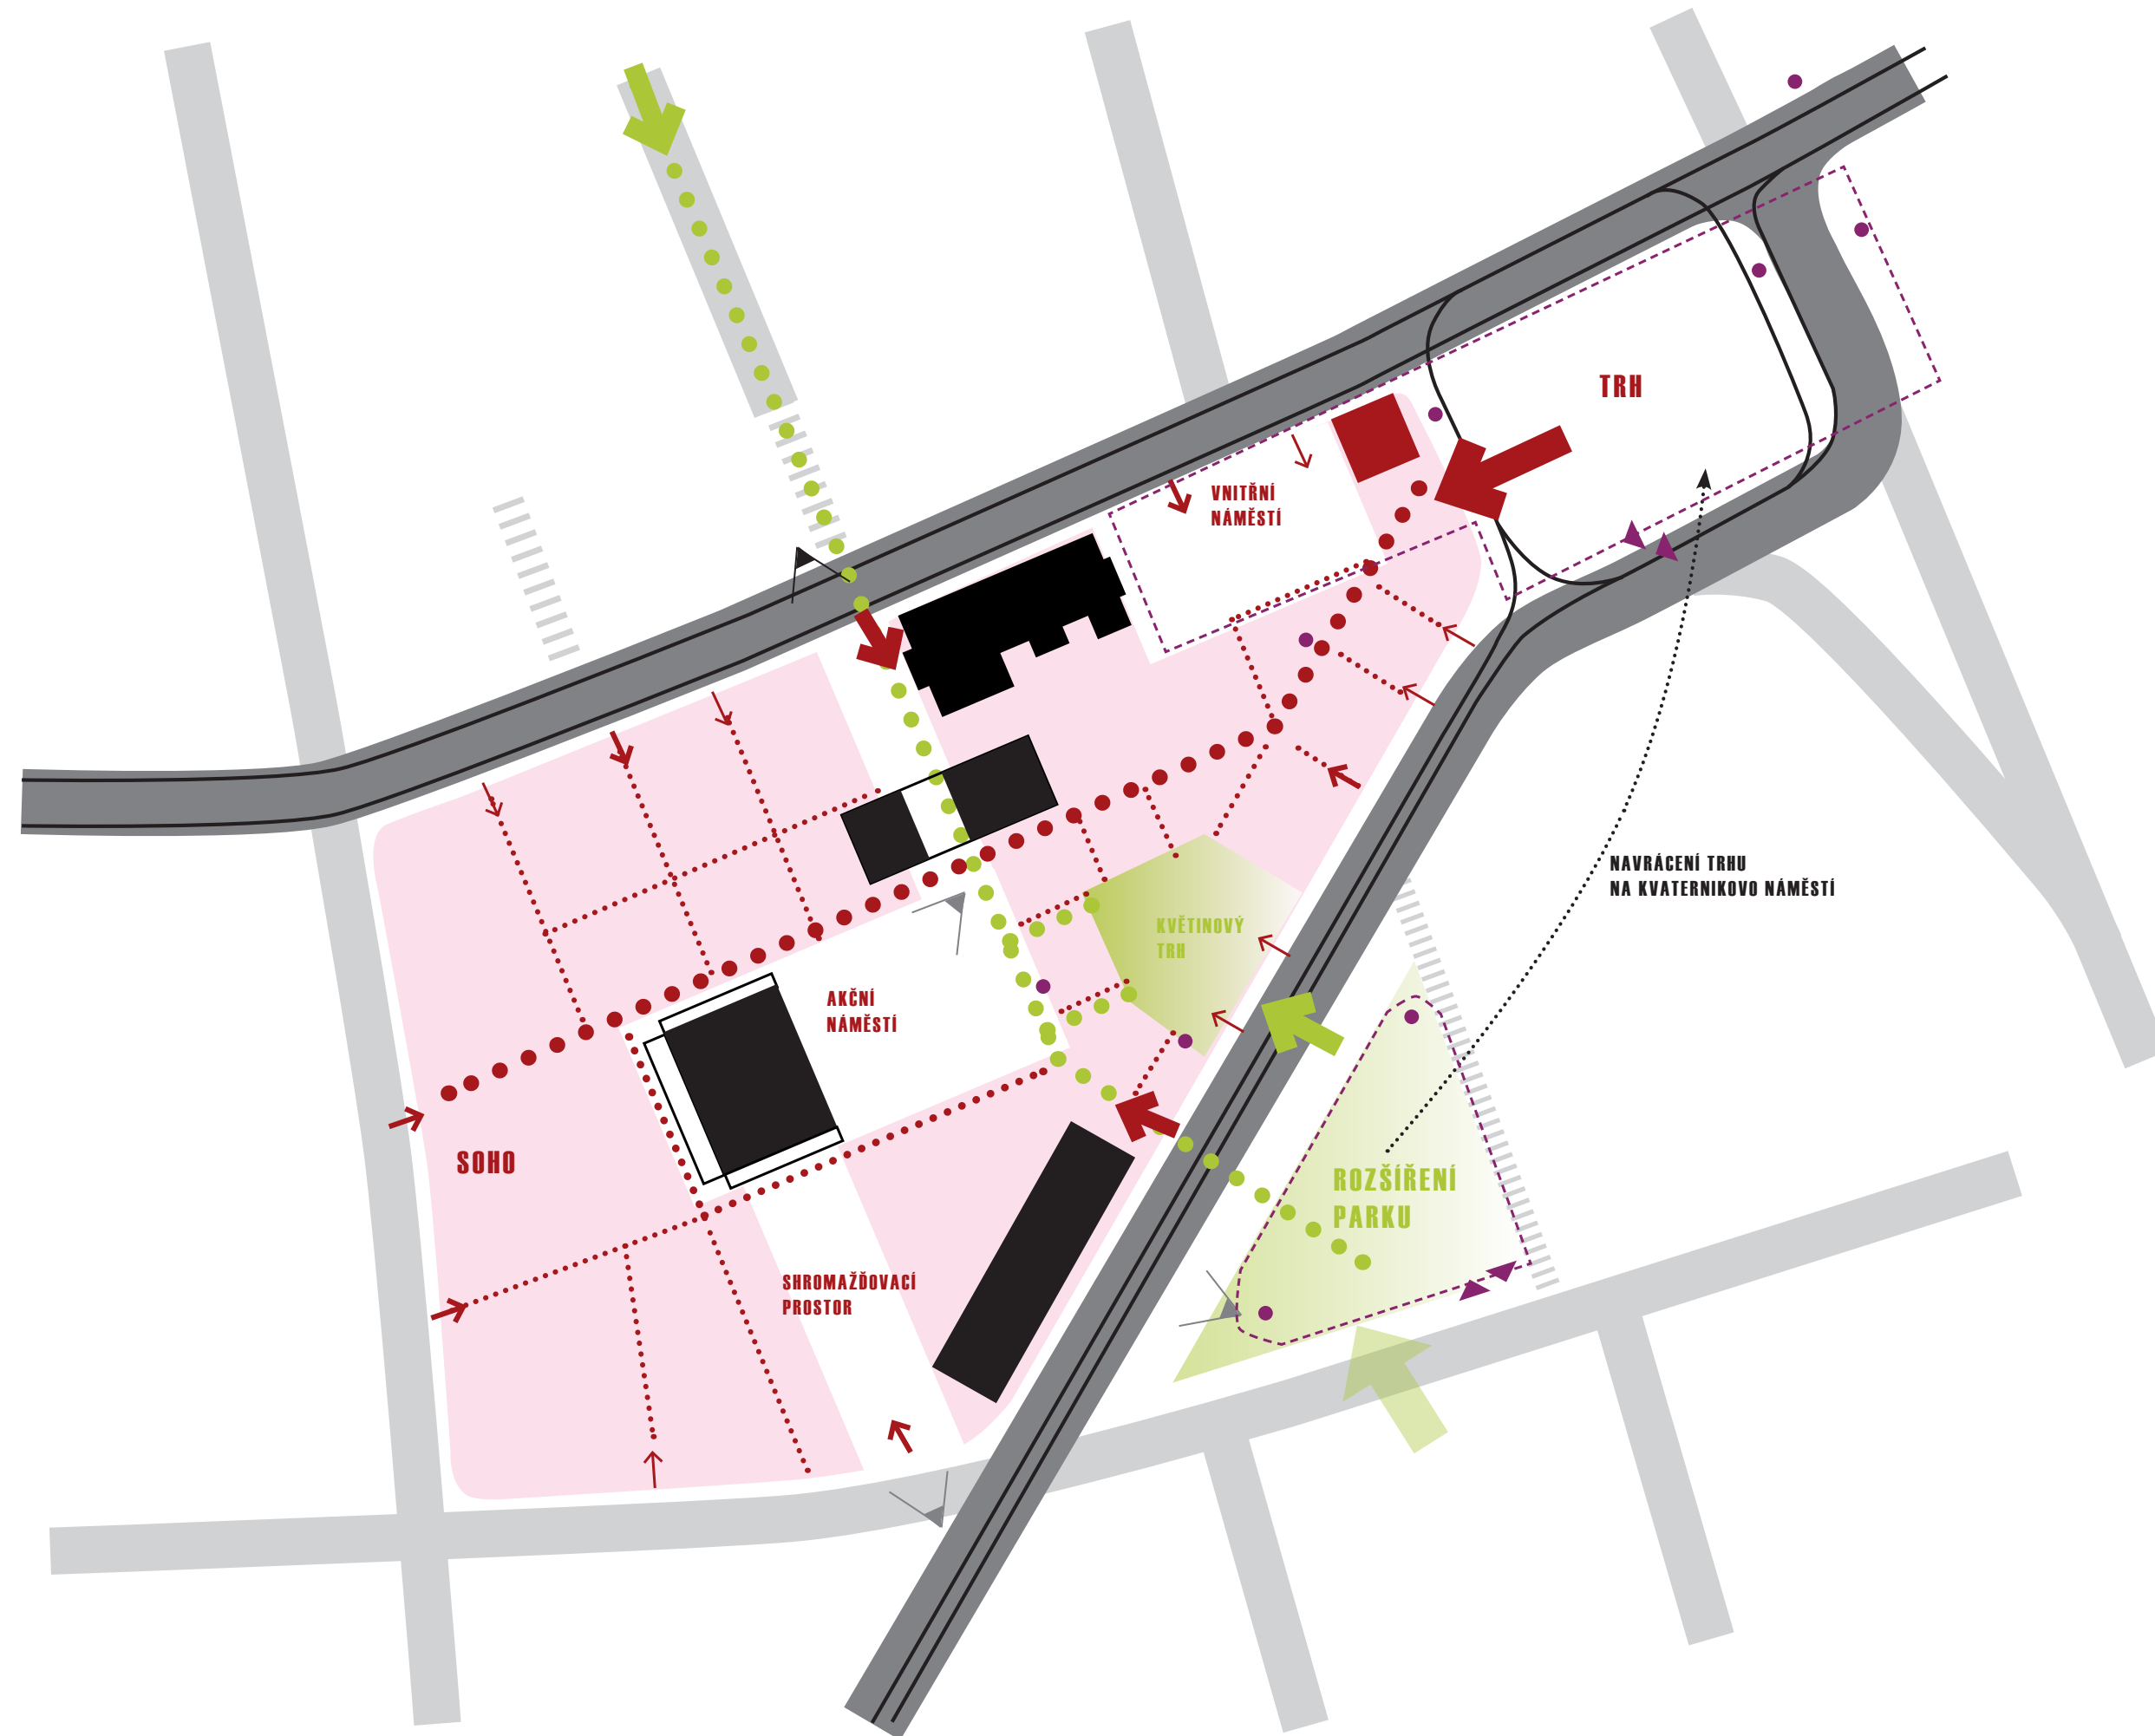 TRH
VNITŘNÍ
NÁMĚSTÍ
NAVRÁCENÍ TRHU
NA KVATERNIKOVO NÁMĚSTÍ
KVĚTINOVÝ
TRH
AKČNÍ
NÁMĚSTÍ
SOHO
ROZŠÍŘENÍ
PARKU
SHROMAŽĎOVACÍ
PROSTOR